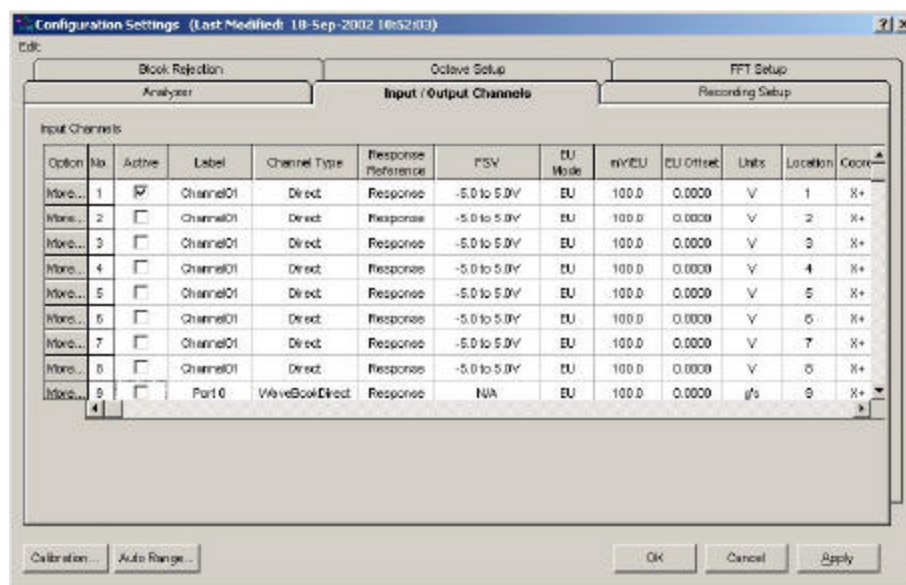 Configuration Settings (Last Modified: 18-Sep-2002 10:52:03)
Edit
Block Rejection Octave Setup FFT Setup
Analyzer Input / Output Channels Recording Setup
Input Channels
Option No. Active Label Channel Type Response Reference FSV EU Mode mV/EU EU Offset Units Location Coord
More... 1 Channel01 Direct Response -5.0 to 5.0V EU 100.0 0.0000 V 1 X+
More... 2 Channel01 Direct Response -5.0 to 5.0V EU 100.0 0.0000 V 2 X+
More... 3 Channel01 Direct Response -5.0 to 5.0V EU 100.0 0.0000 V 3 X+
More... 4 Channel01 Direct Response -5.0 to 5.0V EU 100.0 0.0000 V 4 X+
More... 5 Channel01 Direct Response -5.0 to 5.0V EU 100.0 0.0000 V 5 X+
More... 6 Channel01 Direct Response -5.0 to 5.0V EU 100.0 0.0000 V 6 X+
More... 7 Channel01 Direct Response -5.0 to 5.0V EU 100.0 0.0000 V 7 X+
More... 8 Channel01 Direct Response -5.0 to 5.0V EU 100.0 0.0000 V 8 X+
More... 9 Port 0 WaveBookDirect Response N/A EU 100.0 0.0000 g's 9 X+
Calibration... Auto Range... OK Cancel Apply